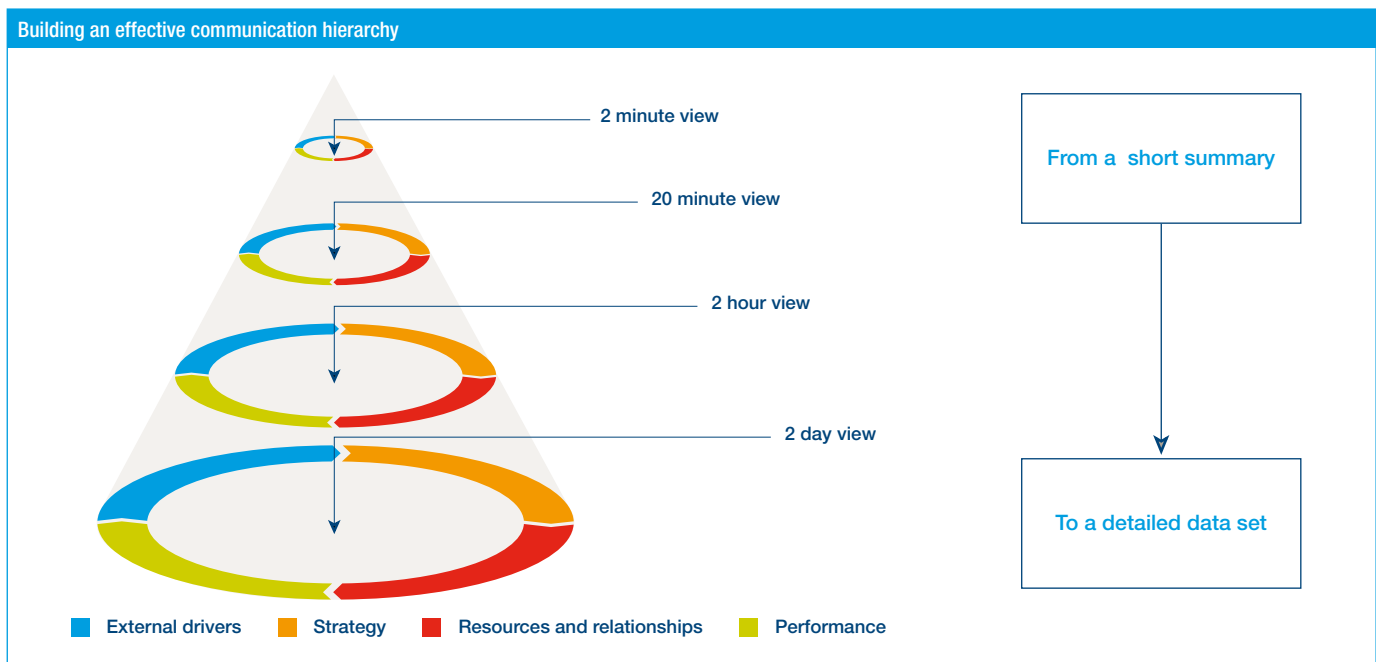 Building an effective communication hierarchy
2 minute view
From a short summary
20 minute view
2 hour view
2 day view
To a detailed data set
External drivers
Strategy
Resources and relationships
Performance